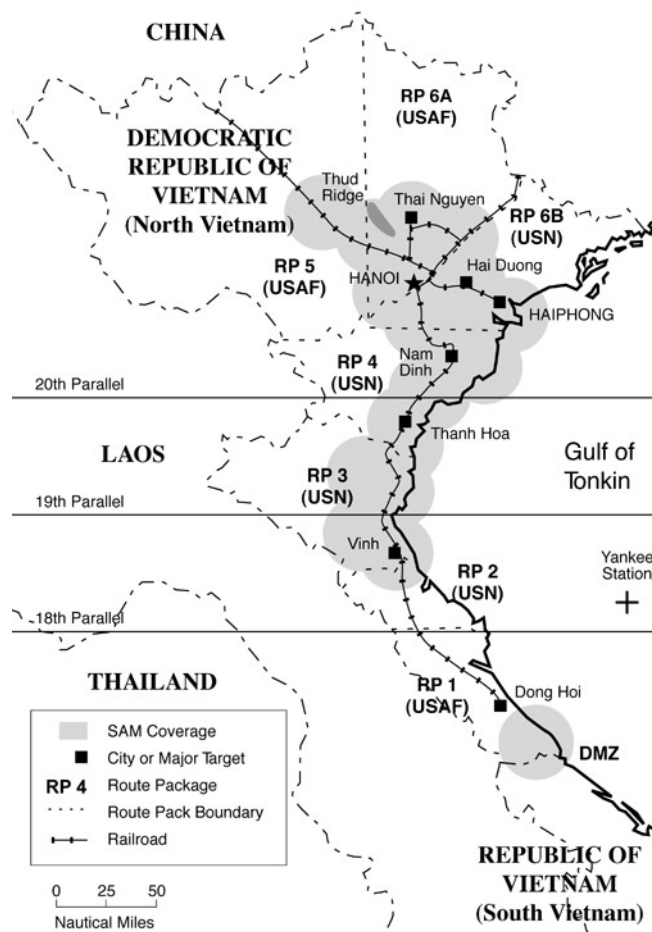 CHINA
RP 6A
(USAF)
DEMOCRATIC
REPUBLIC OF
VIETNAM
(North Vietnam)
Thud
Ridge
Thai Nguyen
RP 6B
(USN)
RP 5
(USAF)
HANOI
Hai Duong
HAIPHONG
RP 4
(USN)
Nam
Dinh
20th Parallel
Thanh Hoa
LAOS
RP 3
(USN)
Gulf of
Tonkin
19th Parallel
Vinh
RP 2
(USN)
Yankee
Station
18th Parallel
THAILAND
RP 1
(USAF)
Dong Hoi
DMZ
SAM Coverage
City or Major Target
RP 4 Route Package
Route Pack Boundary
Railroad
0 25 50
Nautical Miles
REPUBLIC OF
VIETNAM
(South Vietnam)